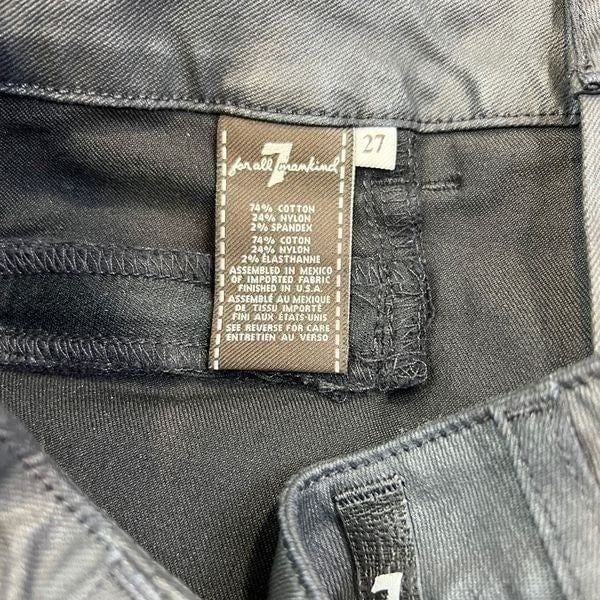 7
for all mankind
27
74% COTTON
24% NYLON
2% SPANDEX
74% COTON
24% NYLON
2% ÉLASTHANNE
ASSEMBLED IN MEXICO
OF IMPORTED FABRIC
FINISHED IN U.S.A.
ASSEMBLÉ AU MEXIQUE
DE TISSU IMPORTÉ
FINI AUX ÉTATS-UNIS
SEE REVERSE FOR CARE
ENTRETIEN AU VERSO
7